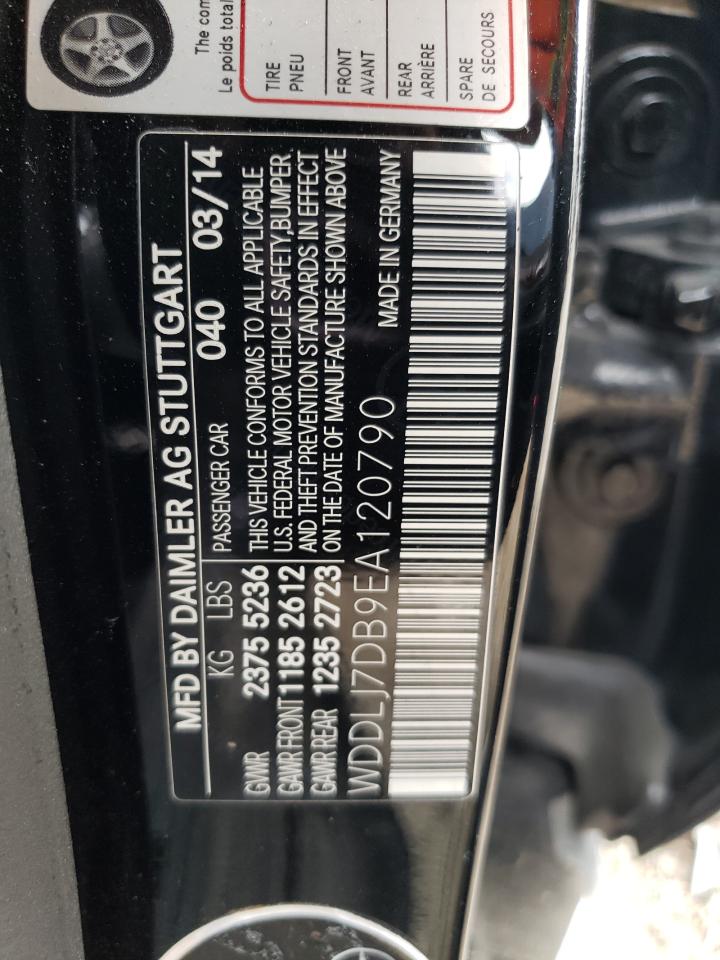 The com
Le poids total
TIRE
PNEU
FRONT
AVANT
REAR
ARRIÈRE
SPARE
DE SECOURS
MFD BY DAIMLER AG STUTTGART
KG LBS PASSENGER CAR 040 03/14
GVWR 2375 5236 THIS VEHICLE CONFORMS TO ALL APPLICABLE
GAWR FRONT 1185 2612 U.S. FEDERAL MOTOR VEHICLE SAFETY,BUMPER,
GAWR REAR 1235 2723 AND THEFT PREVENTION STANDARDS IN EFFECT
ON THE DATE OF MANUFACTURE SHOWN ABOVE
WDDLJ7DB9EA120790 MADE IN GERMANY